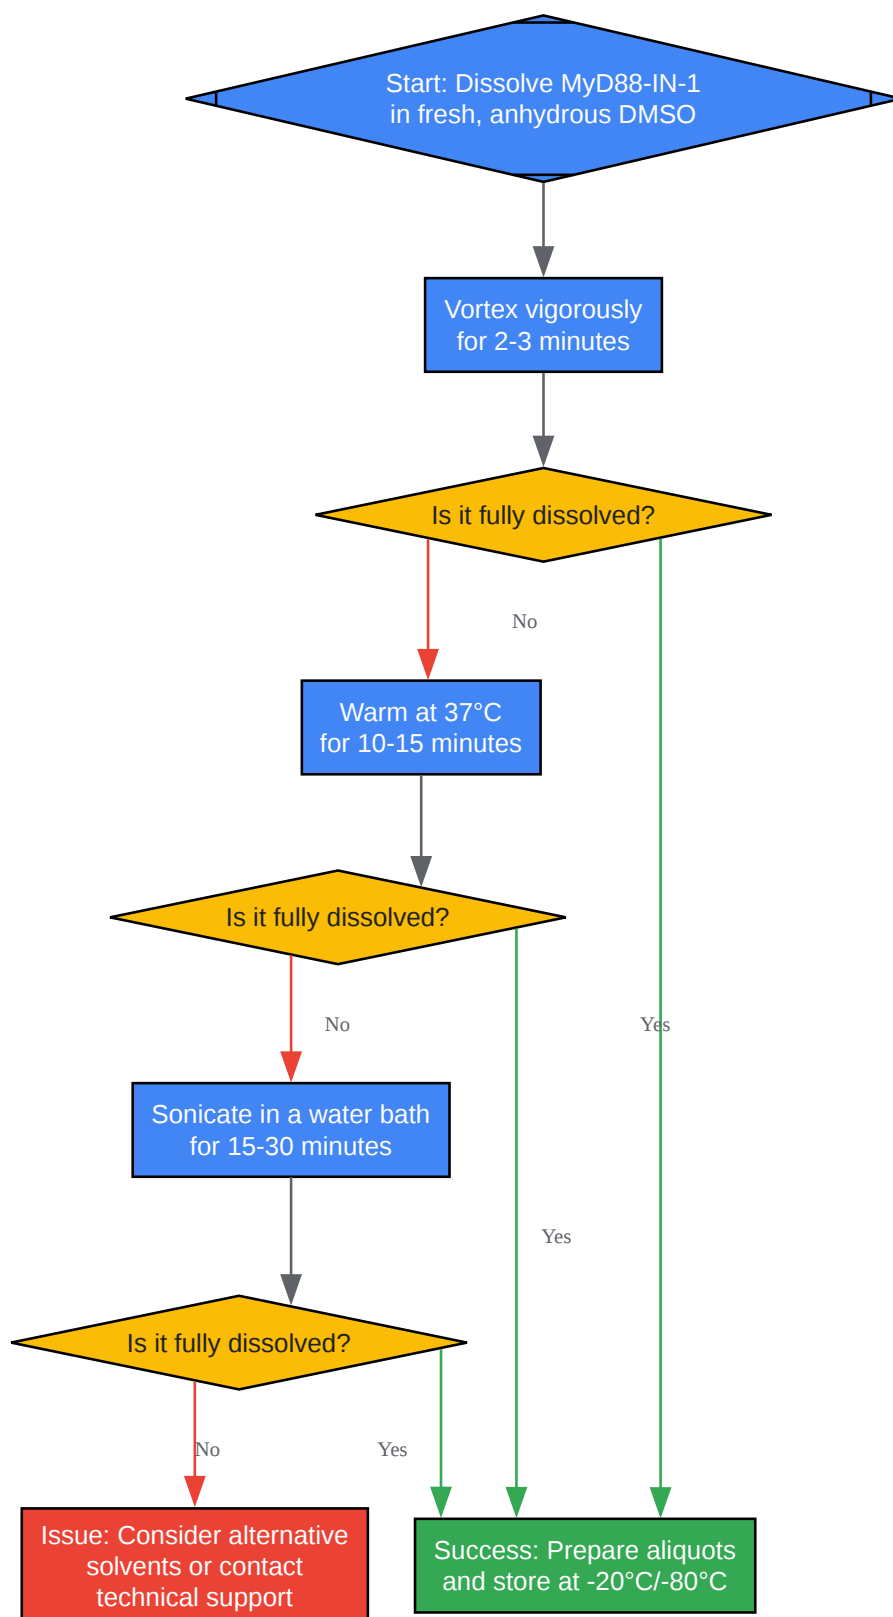 Start: Dissolve MyD88-IN-1
in fresh, anhydrous DMSO
Vortex vigorously
for 2-3 minutes
Is it fully dissolved?
No
Warm at 37°C
for 10-15 minutes
Is it fully dissolved?
No
Yes
Sonicate in a water bath
for 15-30 minutes
Yes
Is it fully dissolved?
No
Yes
Issue: Consider alternative
solvents or contact
technical support
Success: Prepare aliquots
and store at -20°C/-80°C